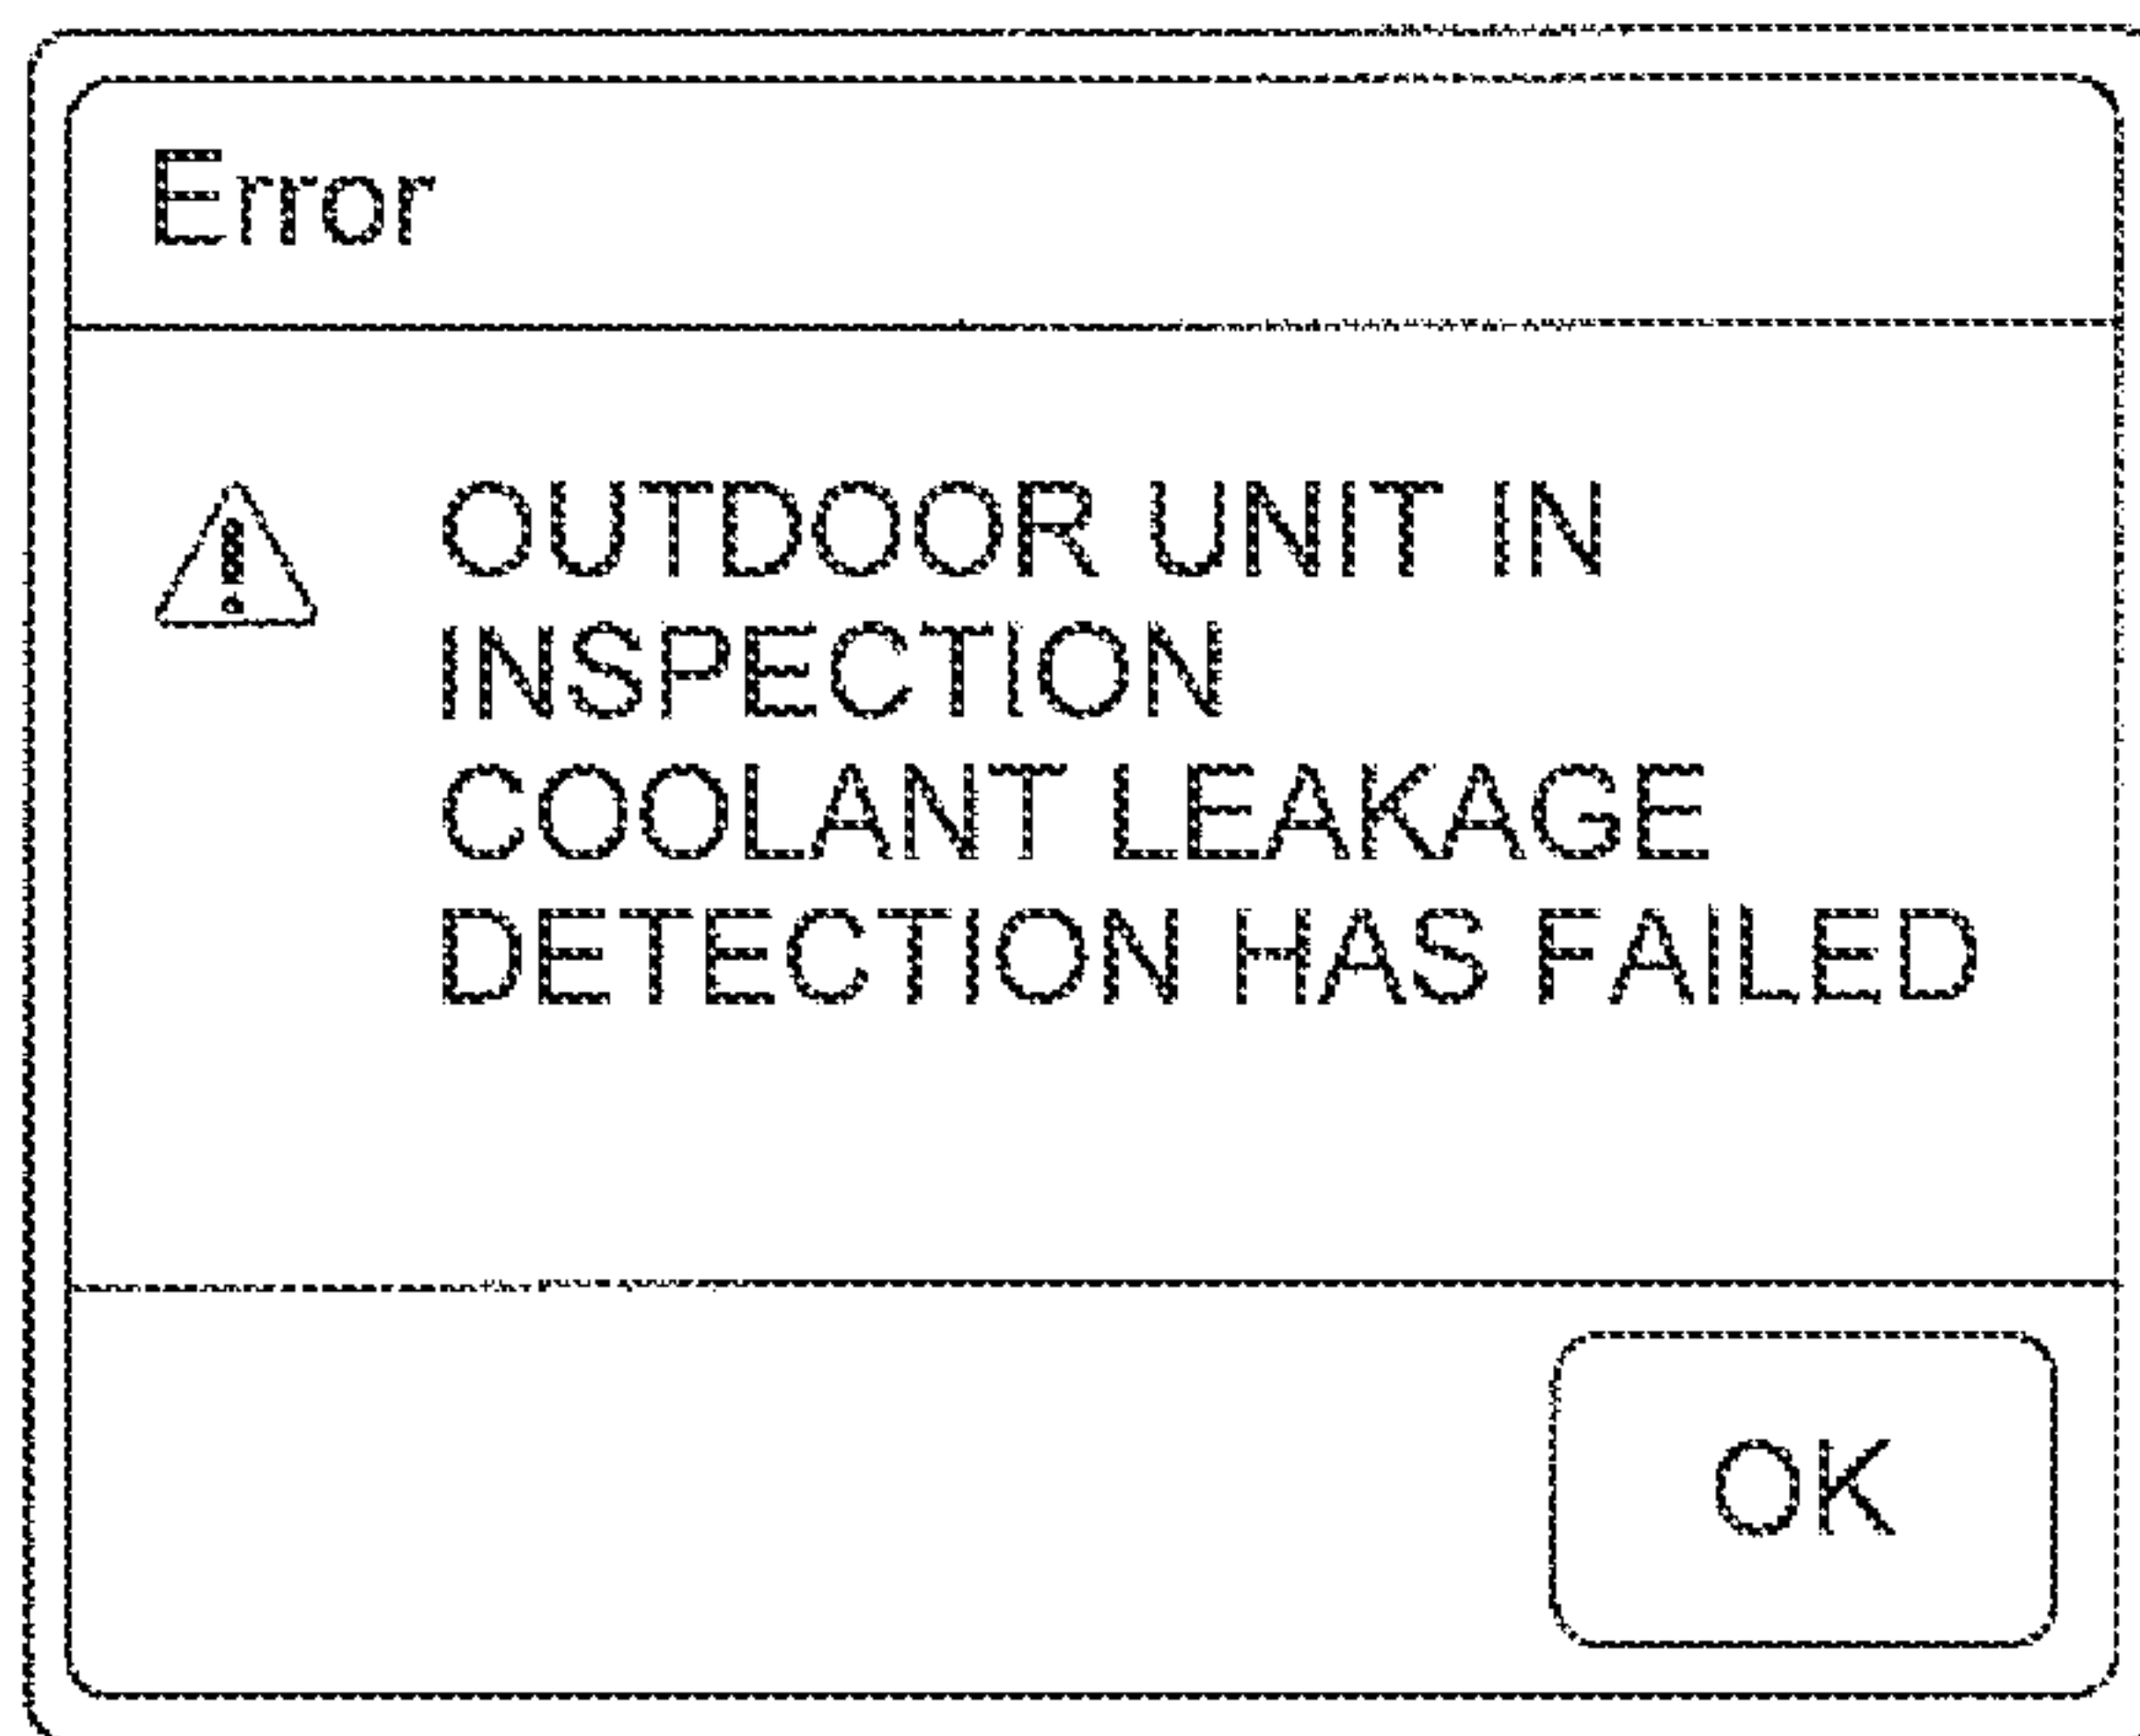 Error
OUTDOOR UNIT IN
INSPECTION
COOLANT LEAKAGE
DETECTION HAS FAILED
OK